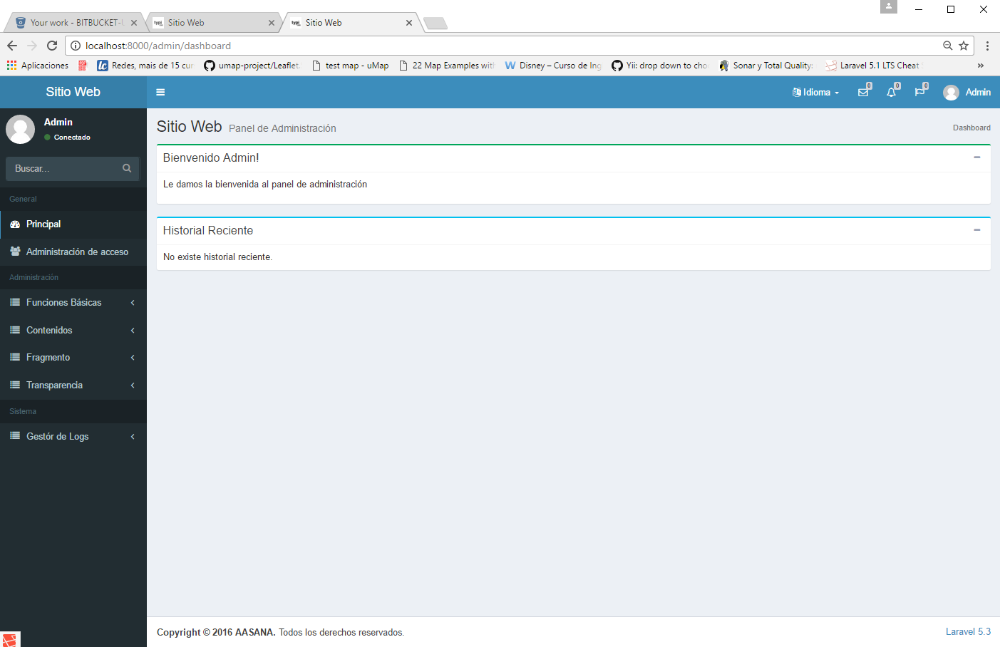 Your work - BITBUCKET-
Sitio Web
Sitio Web
localhost:8000/admin/dashboard
Aplicaciones
Redes, mais de 15 cur
umap-project/Leaflet.
test map - uMap
22 Map Examples with
Disney – Curso de Ing
Yii: drop down to cho
Sonar y Total Quality:
Laravel 5.1 LTS Cheat
»
Sitio Web
Idioma
0
0
0
Admin
Admin
Conectado
Buscar...
General
Principal
Administración de acceso
Administración
Funciones Básicas
Contenidos
Fragmento
Transparencia
Sistema
Gestór de Logs
Sitio Web Panel de Administración
Dashboard
Bienvenido Admin!
Le damos la bienvenida al panel de administración
Historial Reciente
No existe historial reciente.
Copyright © 2016 AASANA. Todos los derechos reservados.
Laravel 5.3